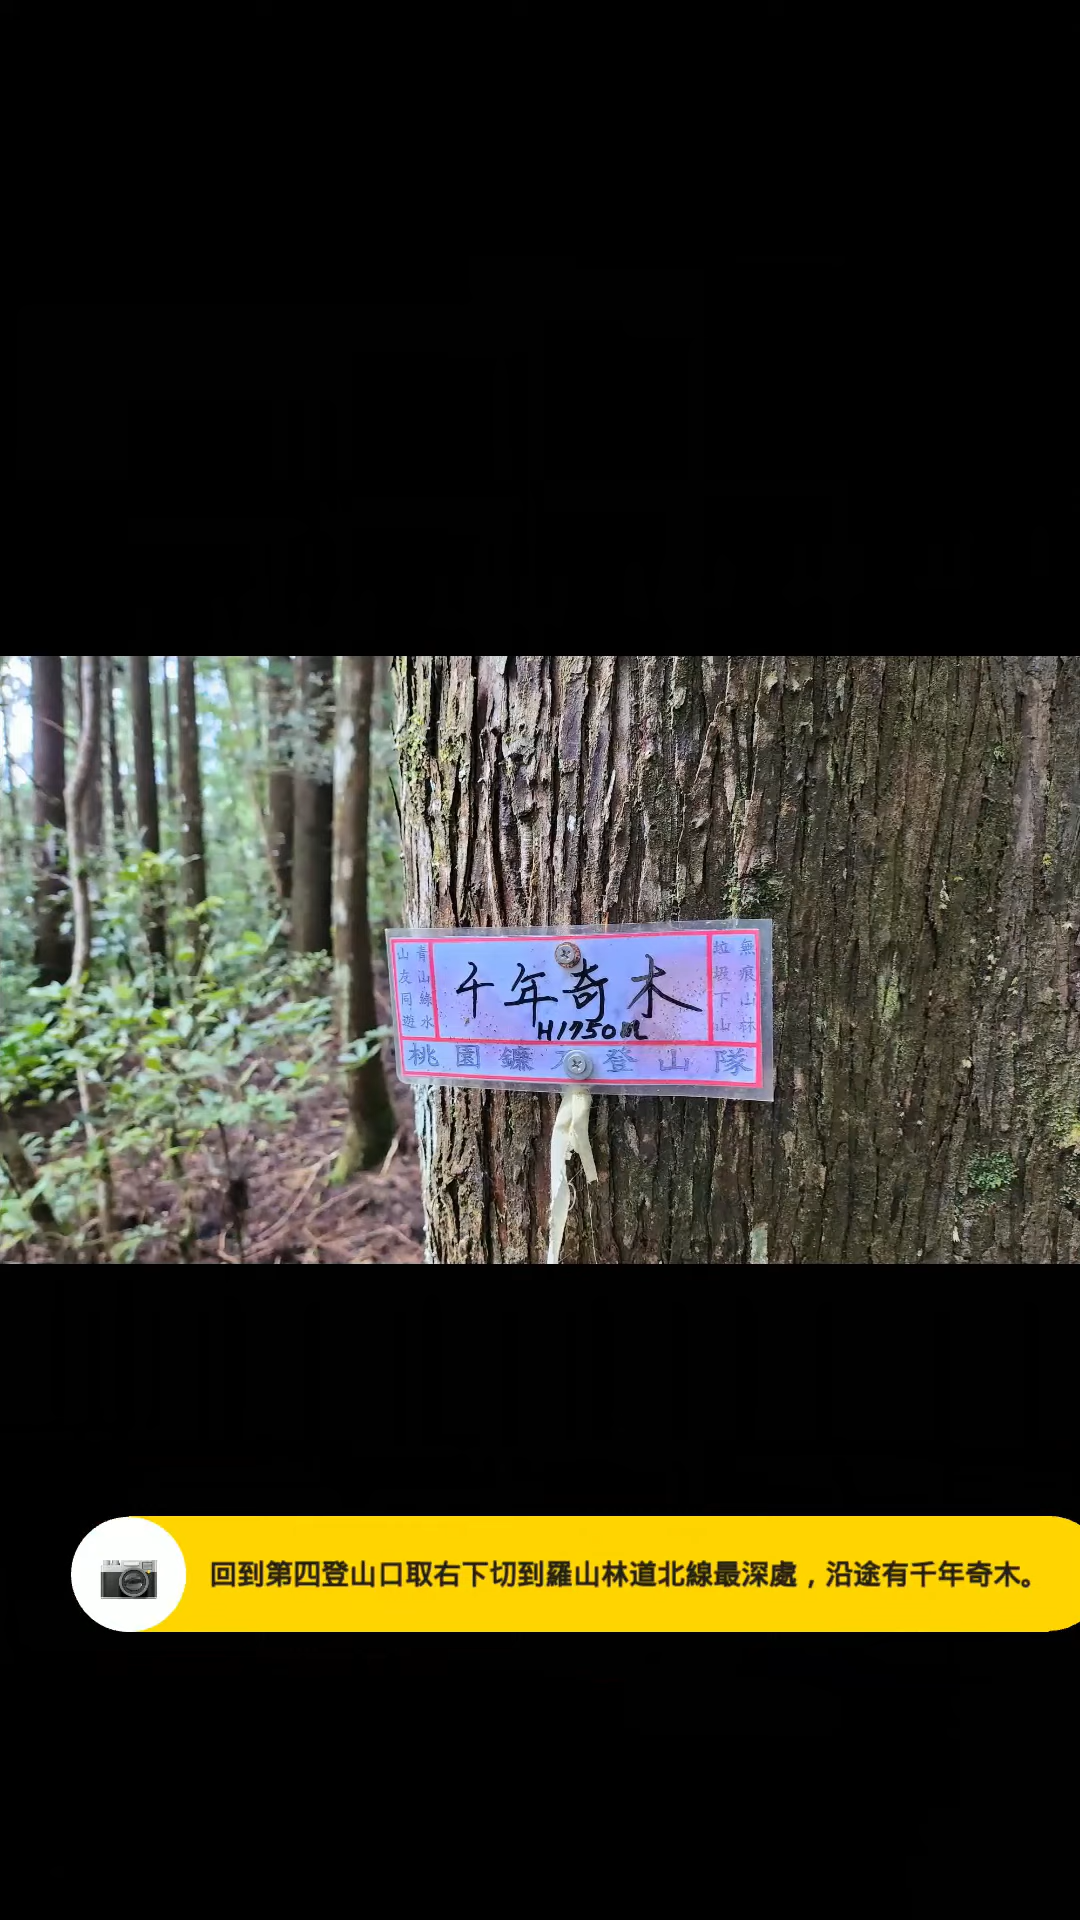 青山綠水
山友同遊
千年奇木
H1750M
無痕山林
垃圾下山
桃園鐮刀登山隊
回到第四登山口取右下切到羅山林道北線最深處，沿途有千年奇木。